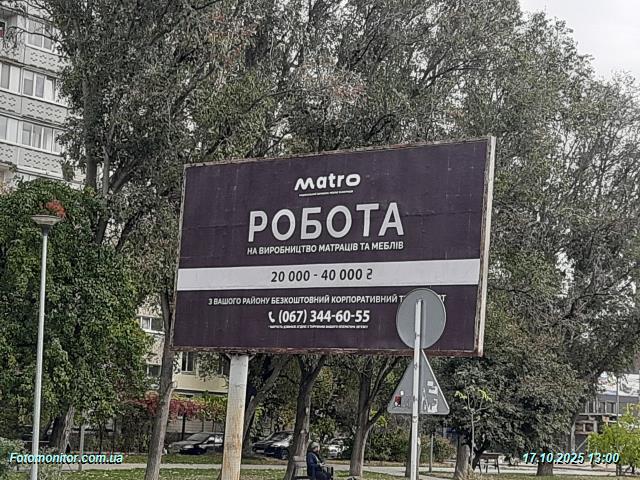 матro
РОБОТА
НА ВИРОБНИЦТВО МАТРАЦІВ ТА МЕБЛІВ
20 000 - 40 000 ₴
З ВАШОГО РАЙОНУ БЕЗКОШТОВНИЙ КОРПОРАТИВНИЙ
(067) 344-60-55
Fotomonitor.com.ua
17.10.2025 13:00